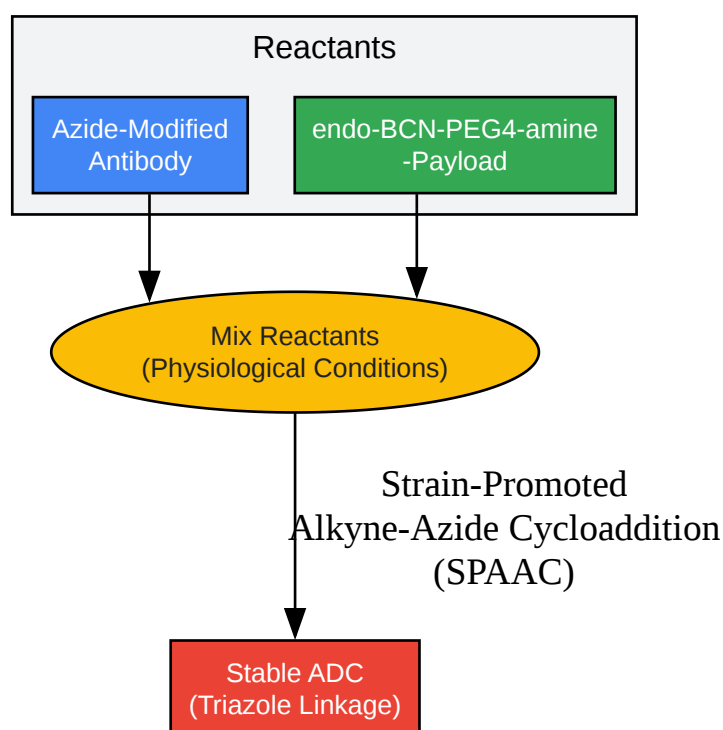 Reactants
Azide-Modified
Antibody
endo-BCN-PEG4-amine
-Payload
Mix Reactants
(Physiological Conditions)
Strain-Promoted
Alkyne-Azide Cycloaddition
(SPAAC)
Stable ADC
(Triazole Linkage)